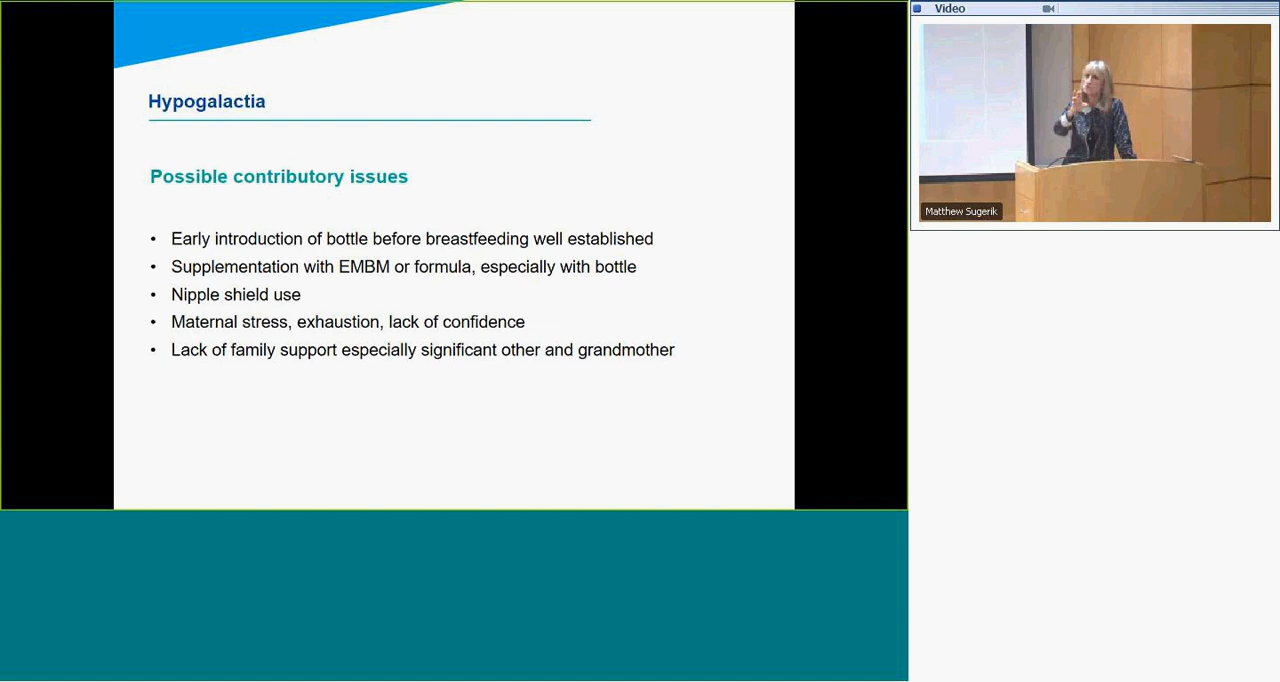 Hypogalactia
Possible contributory issues
• Early introduction of bottle before breastfeeding well established
• Supplementation with EMBM or formula, especially with bottle
• Nipple shield use
• Maternal stress, exhaustion, lack of confidence
• Lack of family support especially significant other and grandmother
Video
Matthew Sugerik